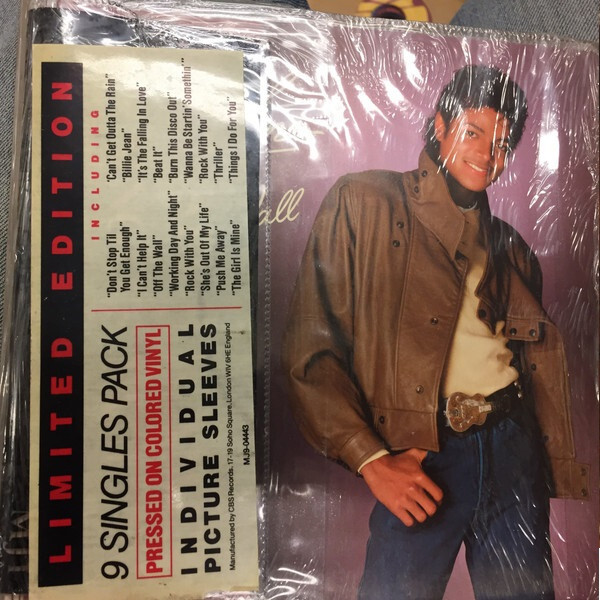 LIMITED EDITION
9 SINGLES PACK
PRESSED ON COLORED VINYL
INDIVIDUAL
PICTURE SLEEVES
Manufactured by CBS Records, 17-19 Soho Square, London WIV 6HE England
MJ9-04443
INCLUDING
"Don't Stop Til
You Get Enough"
"I Can't Help It"
"Off The Wall"
"Working Day And Night"
"Rock With You"
"She's Out Of My Life"
"Push Me Away"
"The Girl Is Mine"
"Can't Get Outta The Rain"
"Billie Jean"
"It's The Falling In Love"
"Beat It"
"Burn This Disco Out"
"Wanna Be Startin' Somethin'"
"Rock With You"
"Thriller"
"Things I Do For You"
all